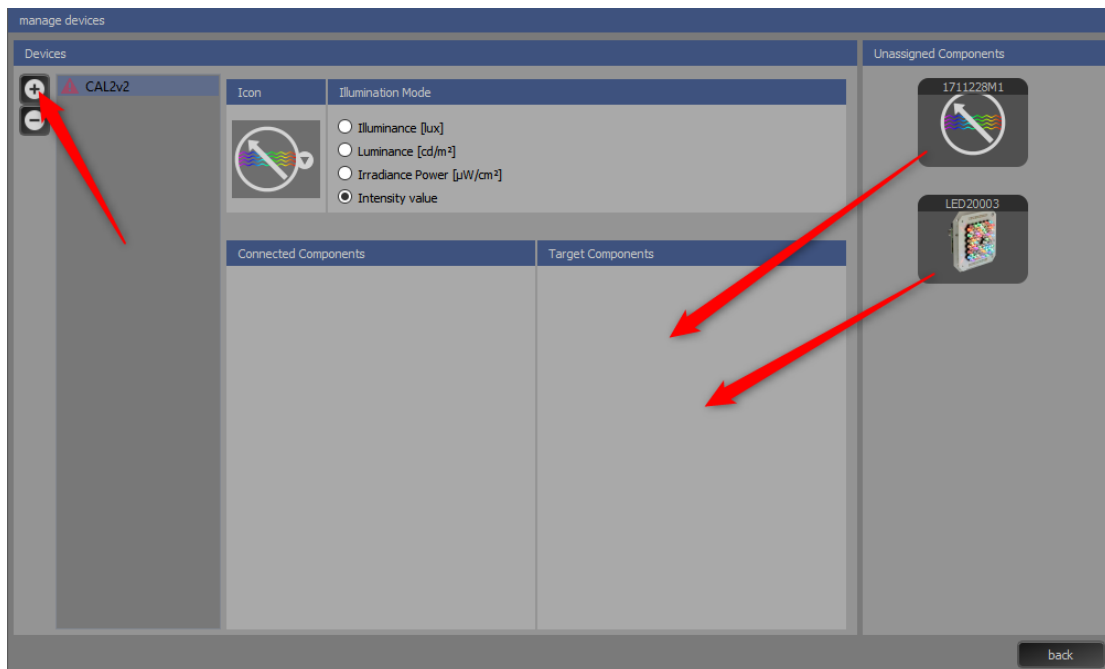 manage devices
Devices
CAL2v2
Icon
Illumination Mode
Illuminance [lux]
Luminance [cd/m²]
Irradiance Power [µW/cm²]
Intensity value
Connected Components
Target Components
Unassigned Components
1711228M1
LED20003
back